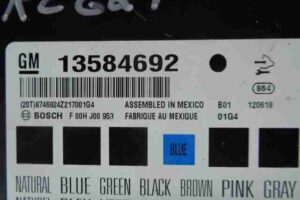 GM 13584692
864
(20T)8746924Z217001G4 ASSEMBLED IN MEXICO B01 120618
BOSCH F 00H J00 953 FABRIQUE AU MEXIQUE 01G4
BLUE
NATURAL BLUE GREEN BLACK BROWN PINK GRAY